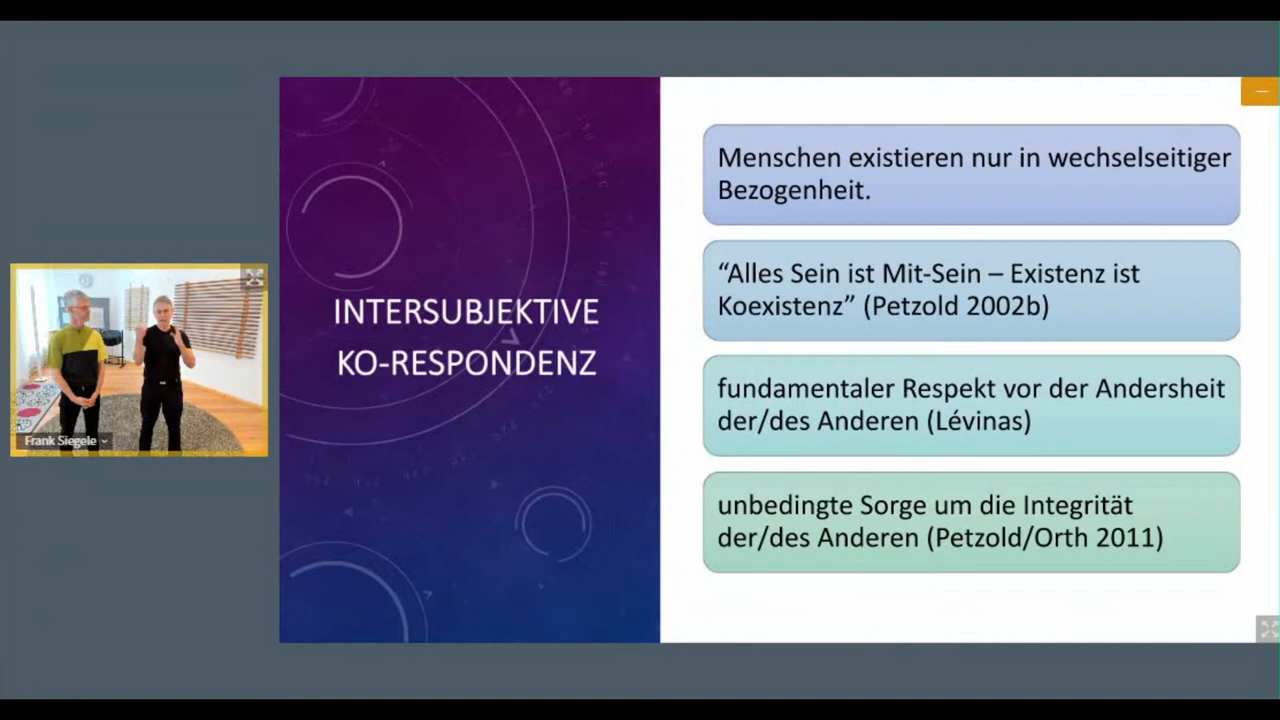 INTERSUBJEKTIVE
KO-RESPONDENZ
Menschen existieren nur in wechselseitiger
Bezogenheit.
“Alles Sein ist Mit-Sein – Existenz ist
Koexistenz” (Petzold 2002b)
fundamentaler Respekt vor der Andersheit
der/des Anderen (Lévinas)
unbedingte Sorge um die Integrität
der/des Anderen (Petzold/Orth 2011)
Frank Siegele